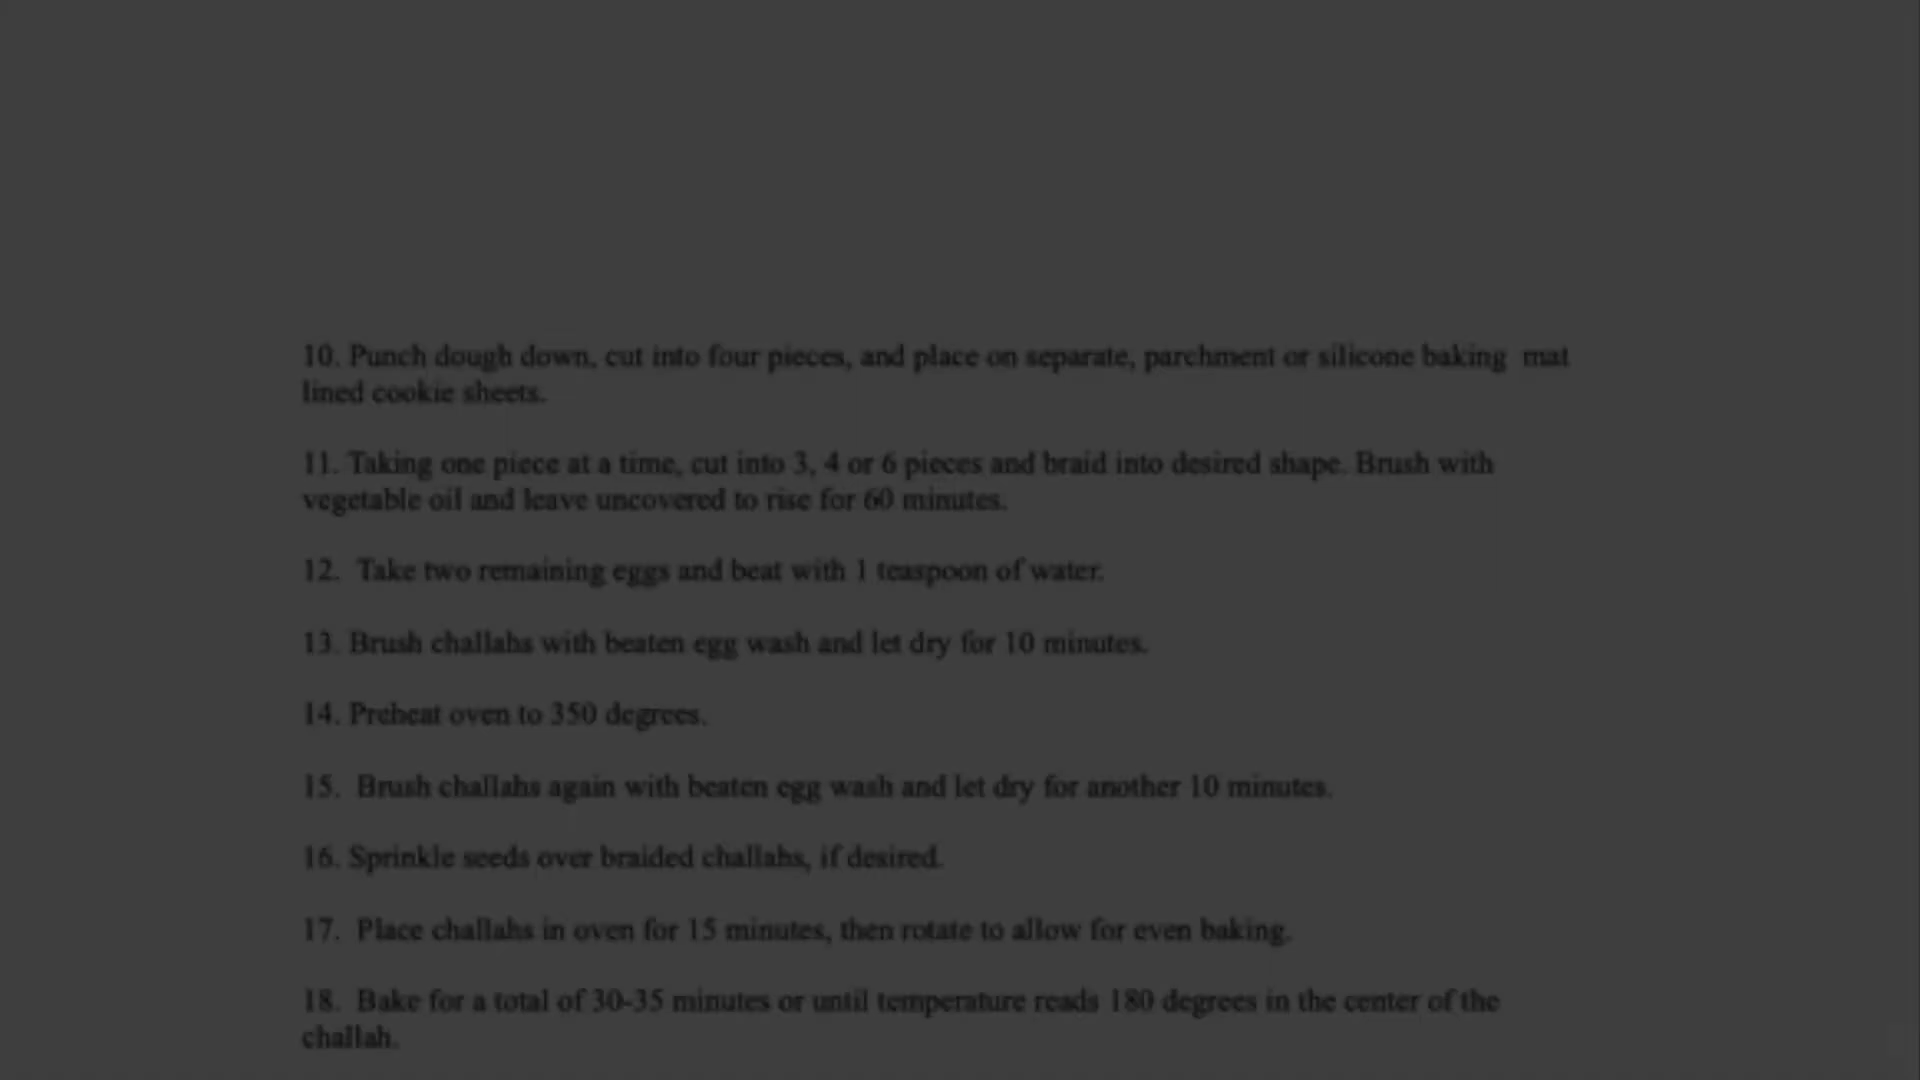 10. Punch dough down, cut into four pieces, and place on separate, parchment or silicone baking  mat
lined cookie sheets.
11. Taking one piece at a time, cut into 3, 4 or 6 pieces and braid into desired shape. Brush with
vegetable oil and leave uncovered to rise for 60 minutes.
12.  Take two remaining eggs and beat with 1 teaspoon of water.
13. Brush challahs with beaten egg wash and let dry for 10 minutes.
14. Preheat oven to 350 degrees.
15.  Brush challahs again with beaten egg wash and let dry for another 10 minutes.
16. Sprinkle seeds over braided challahs, if desired.
17.  Place challahs in oven for 15 minutes, then rotate to allow for even baking.
18.  Bake for a total of 30-35 minutes or until temperature reads 180 degrees in the center of the
challah.